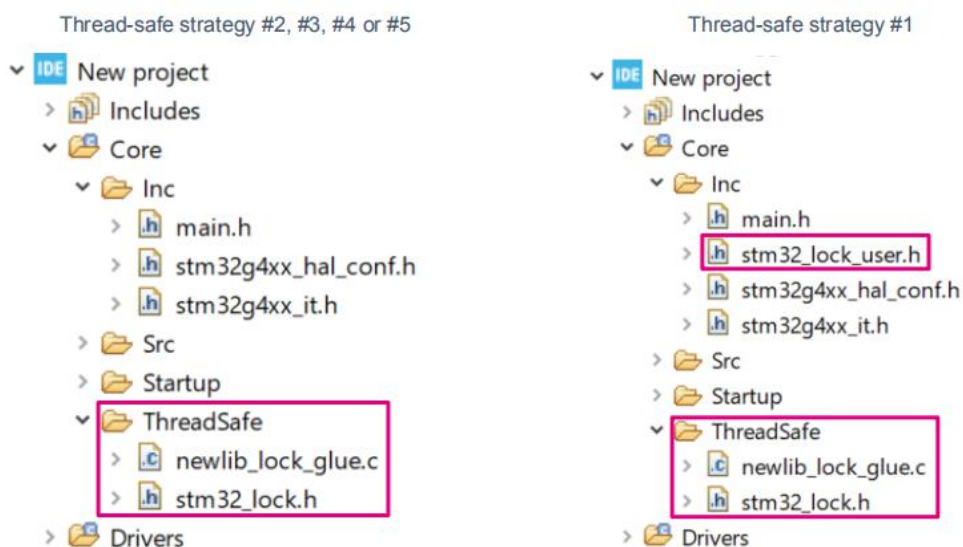 Thread-safe strategy #2, #3, #4 or #5
IDE New project
Includes
Core
Inc
.h main.h
.h stm32g4xx_hal_conf.h
.h stm32g4xx_it.h
Src
Startup
ThreadSafe
.c newlib_lock_glue.c
.h stm32_lock.h
Drivers
Thread-safe strategy #1
IDE New project
Includes
Core
Inc
.h main.h
.h stm32_lock_user.h
.h stm32g4xx_hal_conf.h
.h stm32g4xx_it.h
Src
Startup
ThreadSafe
.c newlib_lock_glue.c
.h stm32_lock.h
Drivers